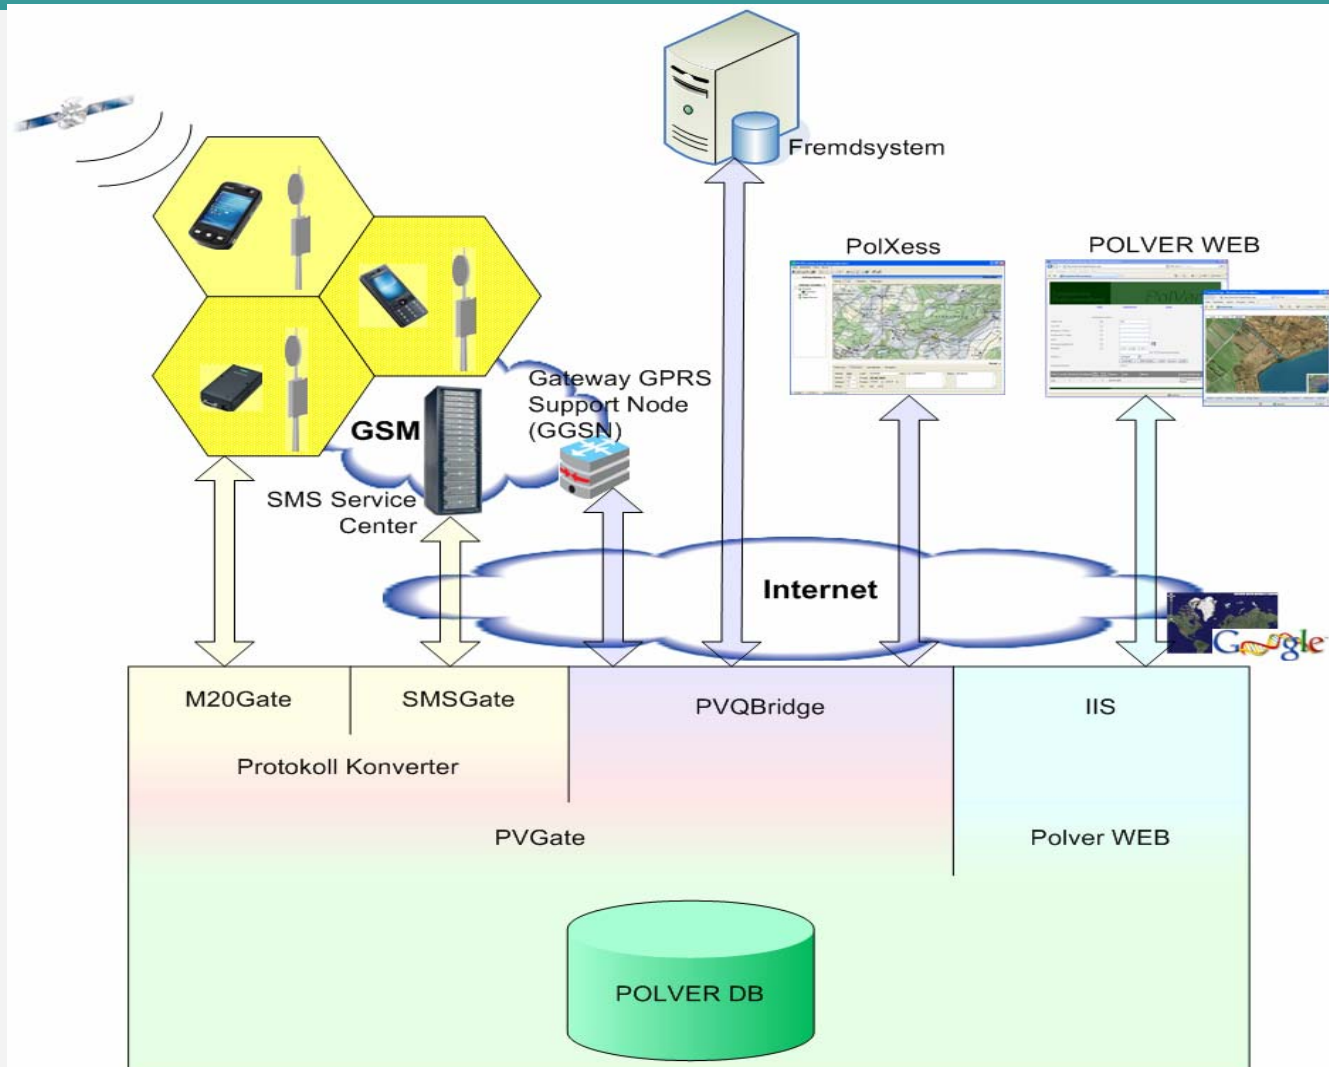 Fremdsystem
PolXess
POLVER WEB
Gateway GPRS
Support Node
(GGSN)
GSM
SMS Service
Center
Internet
Google
M20Gate
SMSGate
PVQBridge
IIS
Protokoll Konverter
PVGate
Polver WEB
POLVER DB